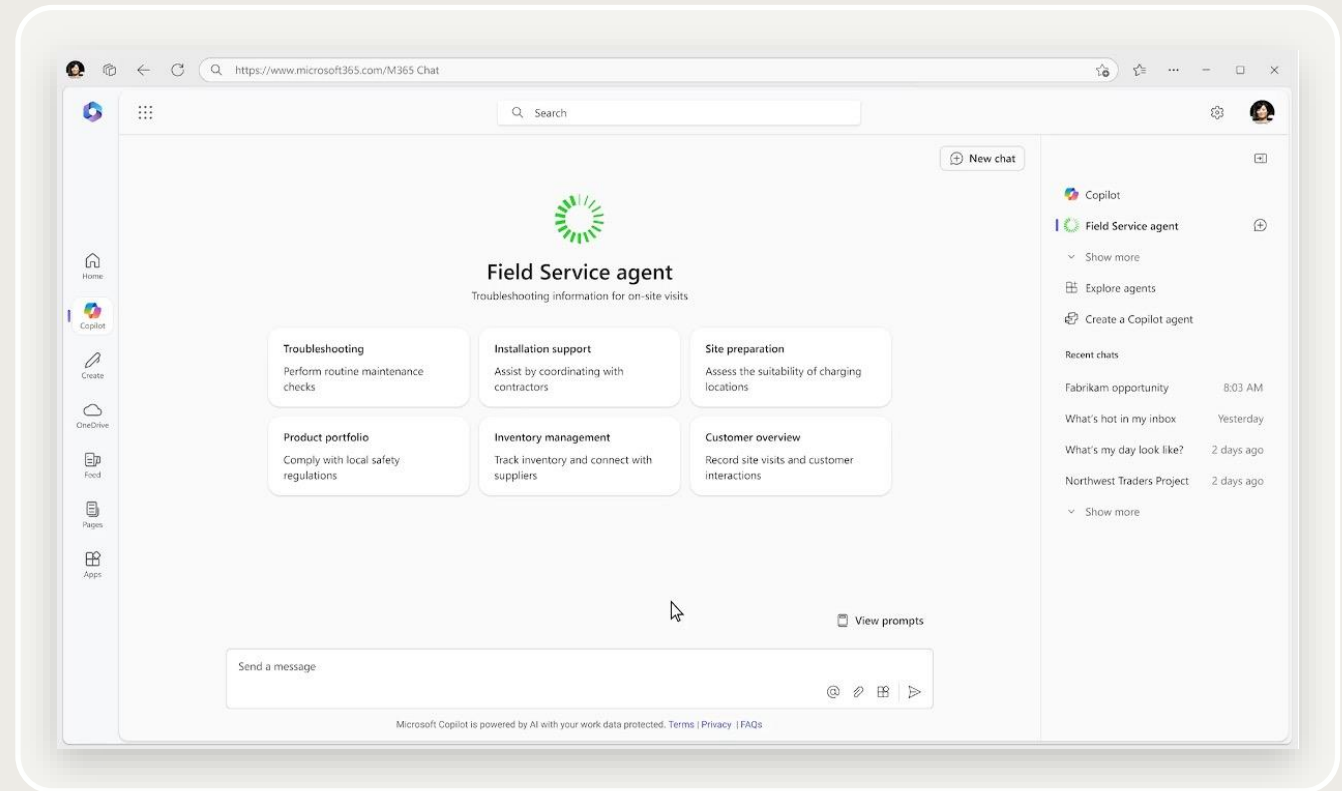 https://www.microsoft365.com/M365 Chat
Search
New chat
Home
Copilot
Create
OneDrive
Feed
Pages
Apps
Field Service agent
Troubleshooting information for on-site visits
Troubleshooting
Perform routine maintenance
checks
Installation support
Assist by coordinating with
contractors
Site preparation
Assess the suitability of charging
locations
Product portfolio
Comply with local safety
regulations
Inventory management
Track inventory and connect with
suppliers
Customer overview
Record site visits and customer
interactions
View prompts
Send a message
Microsoft Copilot is powered by AI with your work data protected. Terms | Privacy | FAQs
Copilot
Field Service agent
Show more
Explore agents
Create a Copilot agent
Recent chats
Fabrikam opportunity 8:03 AM
What's hot in my inbox Yesterday
What's my day look like? 2 days ago
Northwest Traders Project 2 days ago
Show more